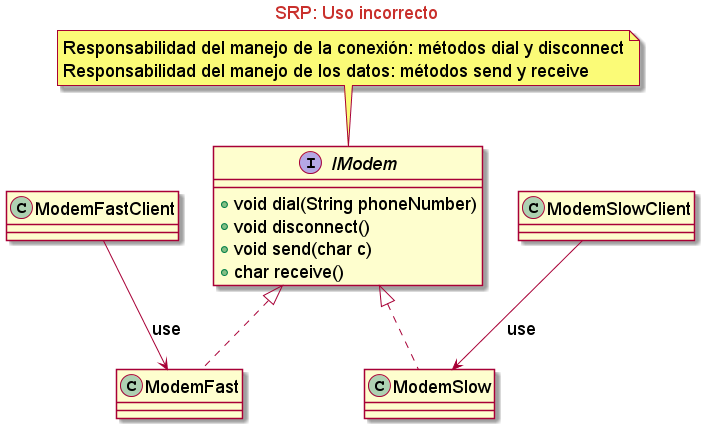 SRP: Uso incorrecto
Responsabilidad del manejo de la conexión: métodos dial y disconnect
Responsabilidad del manejo de los datos: métodos send y receive
I IModem
void dial(String phoneNumber)
void disconnect()
void send(char c)
char receive()
C ModemFastClient
C ModemSlowClient
use
use
C ModemFast
C ModemSlow